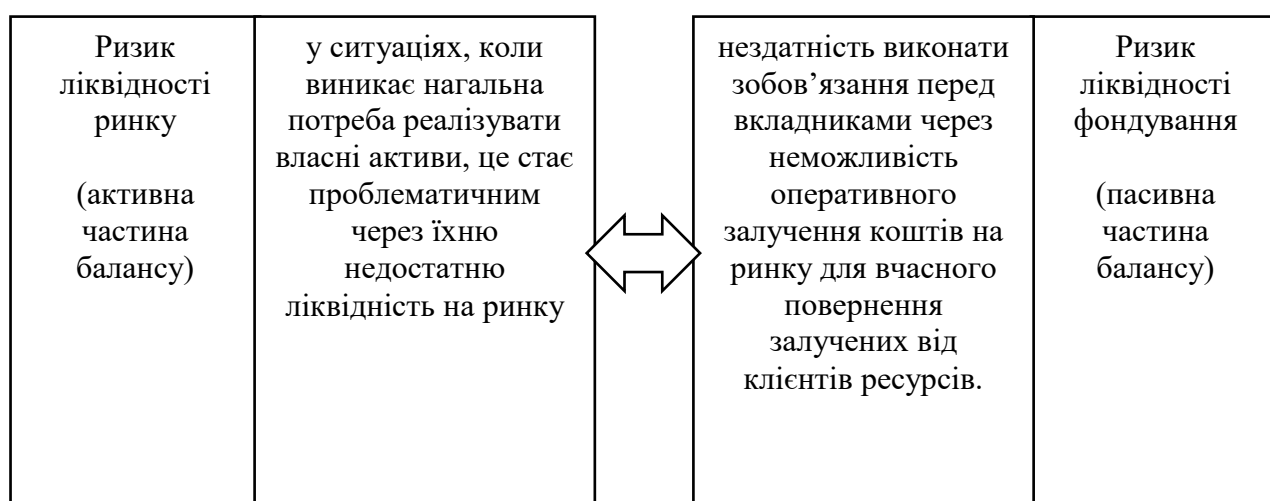 Ризик
ліквідності
ринку
(активна
частина
балансу)
у ситуаціях, коли
виникає нагальна
потреба реалізувати
власні активи, це стає
проблематичним
через їхню
недостатню
ліквідність на ринку
нездатність виконати
зобов’язання перед
вкладниками через
неможливість
оперативного
залучення коштів на
ринку для вчасного
повернення
залучених від
клієнтів ресурсів.
Ризик
ліквідності
фондування
(пасивна
частина
балансу)